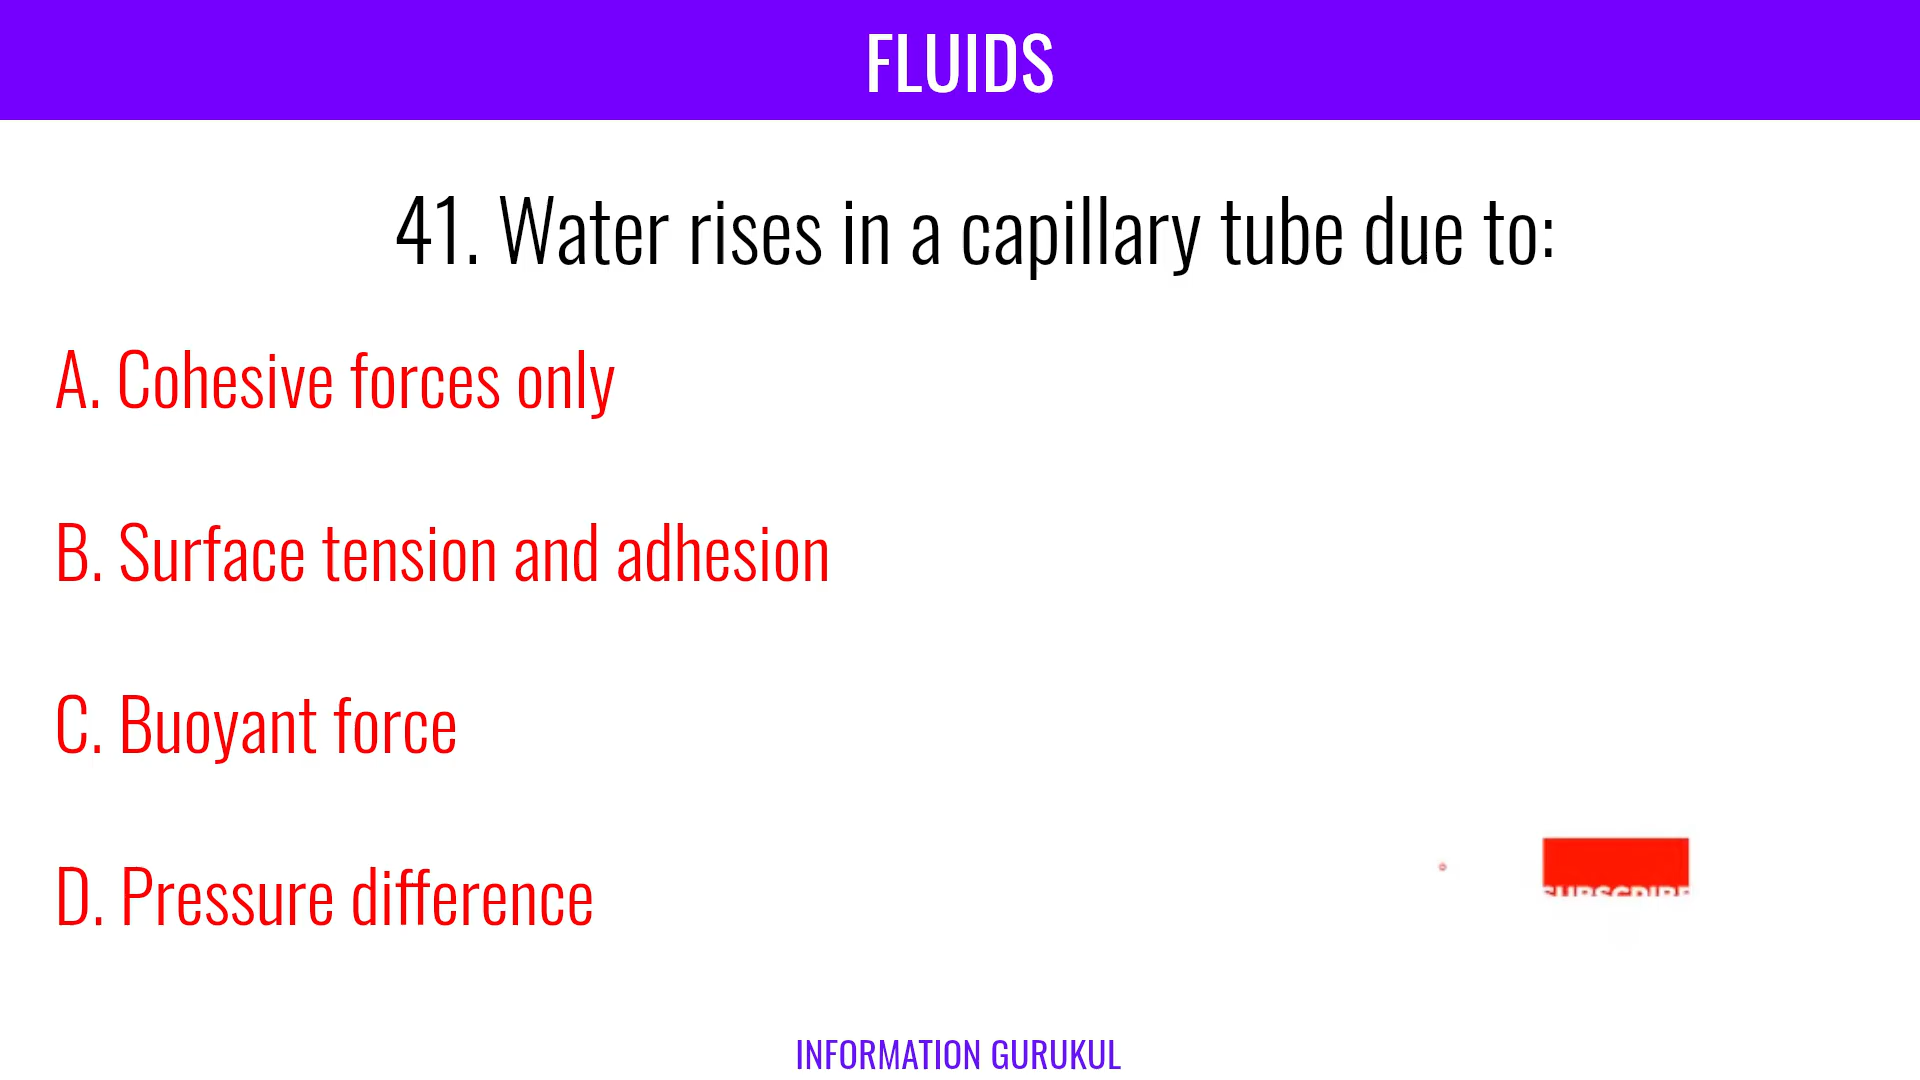 FLUIDS
41. Water rises in a capillary tube due to:
A. Cohesive forces only
B. Surface tension and adhesion
C. Buoyant force
D. Pressure difference
SUBSCRIBE
INFORMATION GURUKUL